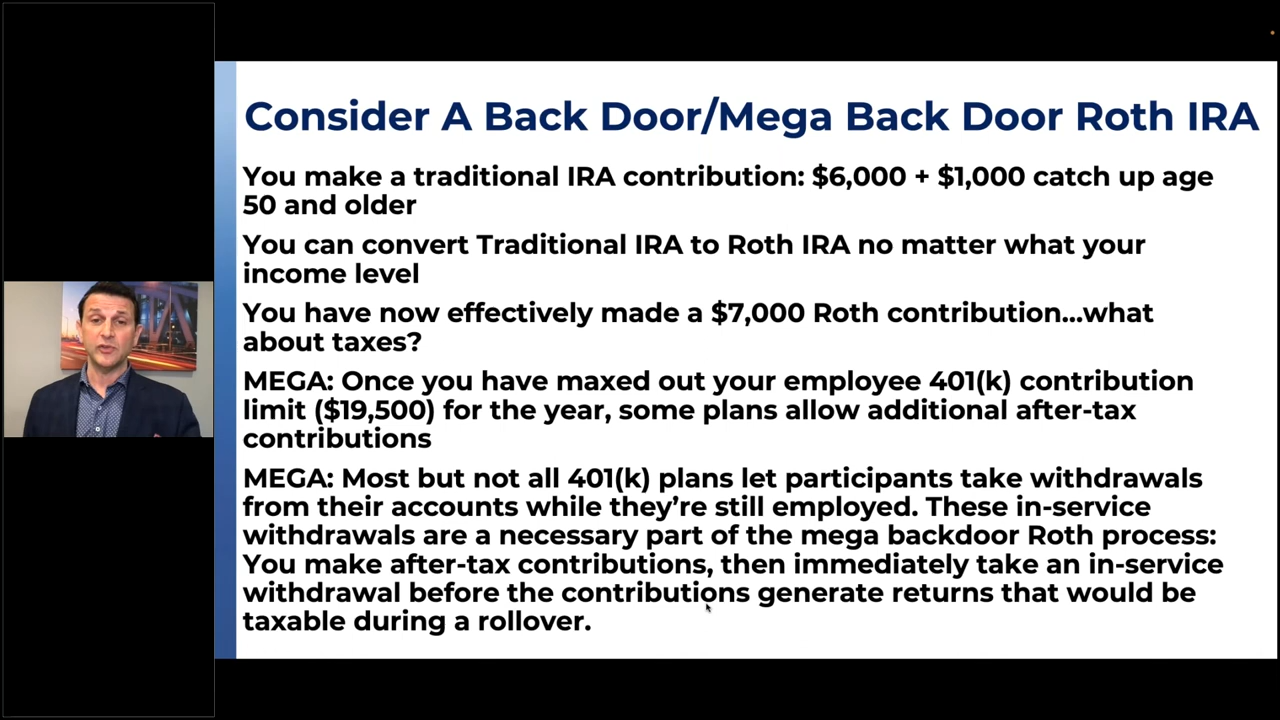 Consider A Back Door/Mega Back Door Roth IRA
You make a traditional IRA contribution: $6,000 + $1,000 catch up age
50 and older
You can convert Traditional IRA to Roth IRA no matter what your
income level
You have now effectively made a $7,000 Roth contribution...what
about taxes?
MEGA: Once you have maxed out your employee 401(k) contribution
limit ($19,500) for the year, some plans allow additional after-tax
contributions
MEGA: Most but not all 401(k) plans let participants take withdrawals
from their accounts while they’re still employed. These in-service
withdrawals are a necessary part of the mega backdoor Roth process:
You make after-tax contributions, then immediately take an in-service
withdrawal before the contributions generate returns that would be
taxable during a rollover.